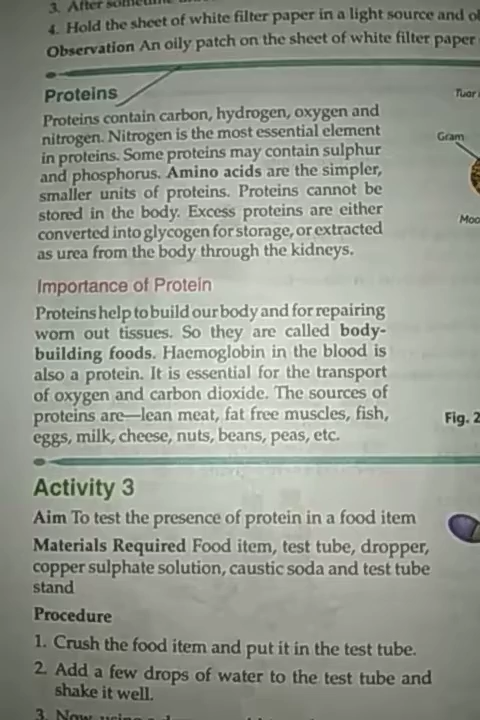 3. After
4. Hold the sheet of white filter paper in a light source and
Observation An oily patch on the sheet of white filter paper
Proteins
Proteins contain carbon, hydrogen, oxygen and
nitrogen. Nitrogen is the most essential element
in proteins. Some proteins may contain sulphur
and phosphorus. Amino acids are the simpler,
smaller units of proteins. Proteins cannot be
stored in the body. Excess proteins are either
converted into glycogen for storage, or extracted
as urea from the body through the kidneys.
Importance of Protein
Proteins help to build our body and for repairing
worn out tissues. So they are called body-
building foods. Haemoglobin in the blood is
also a protein. It is essential for the transport
of oxygen and carbon dioxide. The sources of
proteins are—lean meat, fat free muscles, fish,
eggs, milk, cheese, nuts, beans, peas, etc.
Tuar
Gram
Moo
Fig. 2
Activity 3
Aim To test the presence of protein in a food item
Materials Required Food item, test tube, dropper,
copper sulphate solution, caustic soda and test tube
stand
Procedure
1. Crush the food item and put it in the test tube.
2. Add a few drops of water to the test tube and
shake it well.
3. Now using a